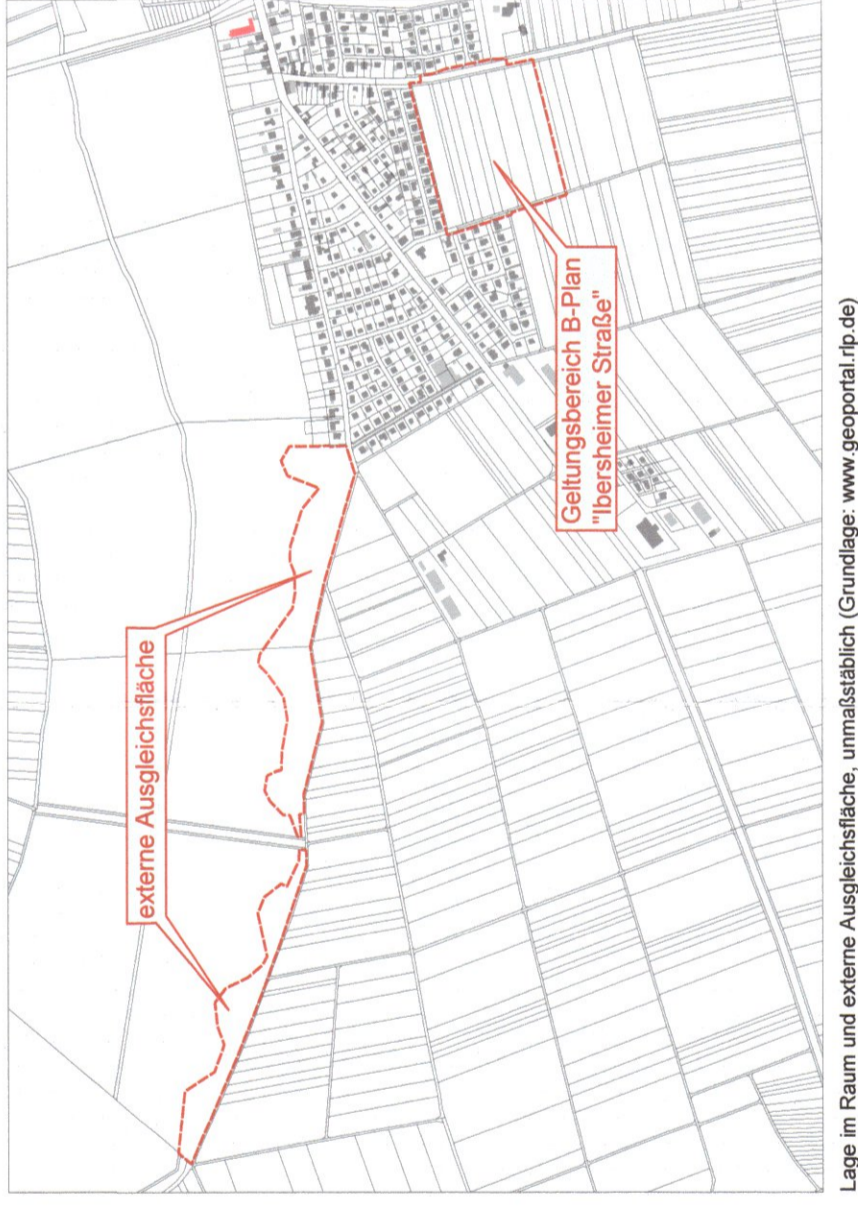 externe Ausgleichsfläche
Geltungsbereich B-Plan
"Ibersheimer Straße"
Lage im Raum und externe Ausgleichsfläche, unmaßstäblich (Grundlage: www.geoportal.rlp.de)